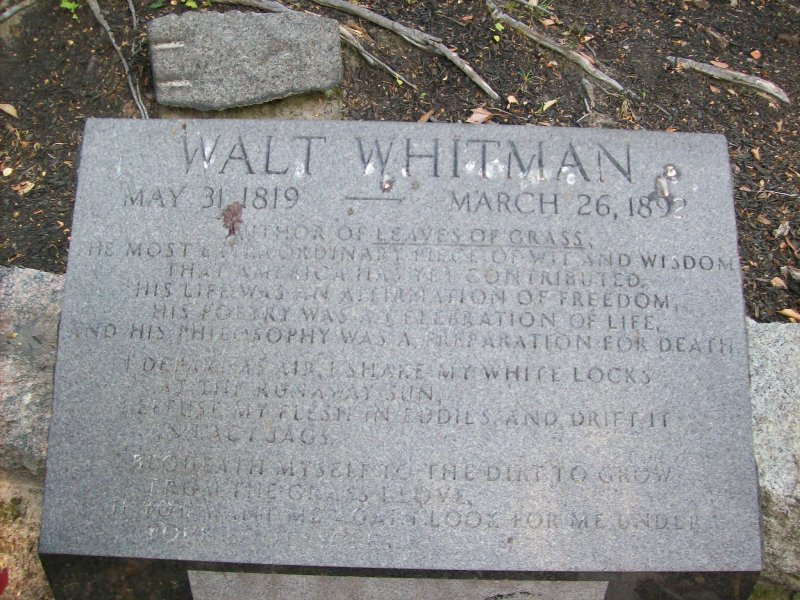 WALT WHITMAN
MAY 31, 1819 — MARCH 26, 1892
AUTHOR OF LEAVES OF GRASS,
THE MOST EXTRAORDINARY PIECE OF WIT AND WISDOM
THAT AMERICA HAS YET CONTRIBUTED.
HIS LIFE WAS AN AFFIRMATION OF FREEDOM,
HIS POETRY WAS A CELEBRATION OF LIFE,
AND HIS PHILOSOPHY WAS A PREPARATION FOR DEATH
I DEPART AS AIR, I SHAKE MY WHITE LOCKS
AT THE RUNAWAY SUN,
I EFFUSE MY FLESH IN EDDIES, AND DRIFT IT
IN LACY JAGS.
I BEQUEATH MYSELF TO THE DIRT TO GROW
FROM THE GRASS I LOVE,
IF YOU WANT ME AGAIN LOOK FOR ME UNDER
YOUR